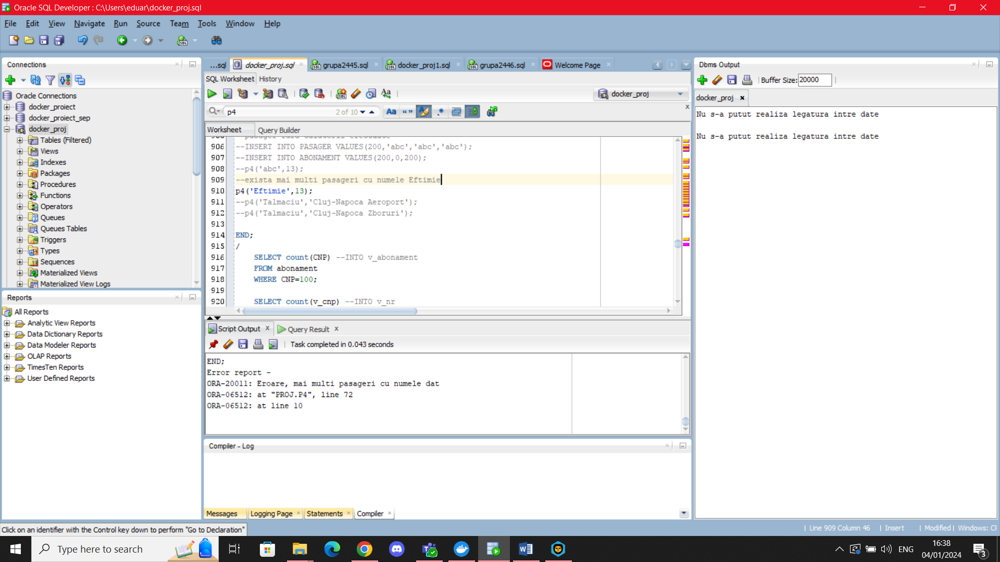 Oracle SQL Developer : C:\Users\eduar\docker_proj.sql
File Edit View Navigate Run Source Team Tools Window Help
Connections
Oracle Connections
docker_proiect
docker_proiect_sep
docker_proj
Tables (Filtered)
Views
Indexes
Packages
Procedures
Functions
Operators
Queues
Queues Tables
Triggers
Types
Sequences
Materialized Views
Materialized View Logs
Reports
All Reports
Analytic View Reports
Data Dictionary Reports
Data Modeler Reports
OLAP Reports
TimesTen Reports
User Defined Reports
...sql docker_proj.sql grupa2445.sql docker_proj1.sql grupa2446.sql Welcome Page
SQL Worksheet History
docker_proj
p4 2 of 10 Aa
Worksheet Query Builder
906 --INSERT INTO PASAGER VALUES(200,'abc','abc','abc');
907 --INSERT INTO ABONAMENT VALUES(200,0,200);
908 --p4('abc',13);
909 --exista mai multi pasageri cu numele Eftimie
910 p4('Eftimie',13);
911 --p4('Talmaciu','Cluj-Napoca Aeroport');
912 --p4('Talmaciu','Cluj-Napoca Zboruri');
913
914 END;
915 /
916 SELECT count(CNP) --INTO v_abonament
917 FROM abonament
918 WHERE CNP=100;
919
920 SELECT count(v_cnp) --INTO v_nr
Script Output Query Result
Task completed in 0.043 seconds
END;
Error report -
ORA-20011: Eroare, mai multi pasageri cu numele dat
ORA-06512: at "PROJ.P4", line 72
ORA-06512: at line 10
Compiler - Log
Messages Logging Page Statements Compiler
Dbms Output
Buffer Size: 20000
docker_proj
Nu s-a putut realiza legatura intre date
Nu s-a putut realiza legatura intre date
Click on an identifier with the Control key down to perform "Go to Declaration"
Line 909 Column 46 Insert Modified Windows:
Type here to search
ENG
16:38
04/01/2024
3